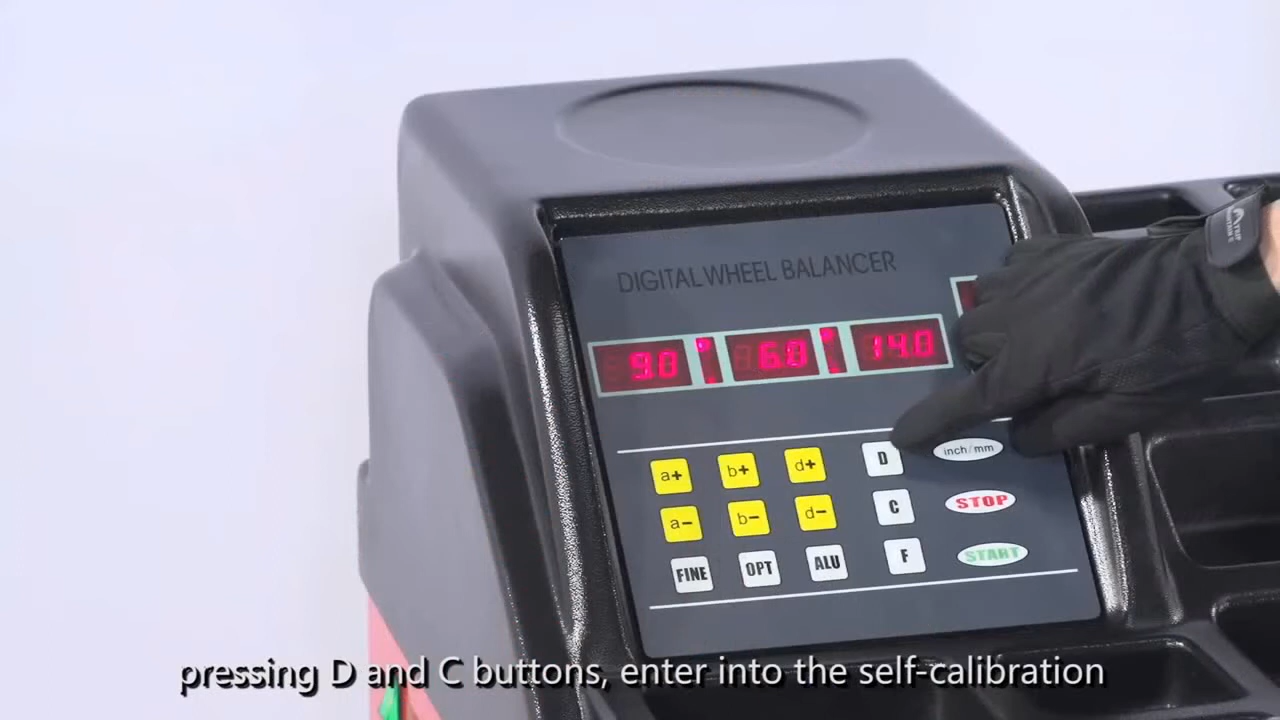 DIGITAL WHEEL BALANCER
9.0 6.0 14.0
a+ b+ d+ D inch/mm
a- b- d- C STOP
FINE OPT ALU F START
pressing D and C buttons, enter into the self-calibration